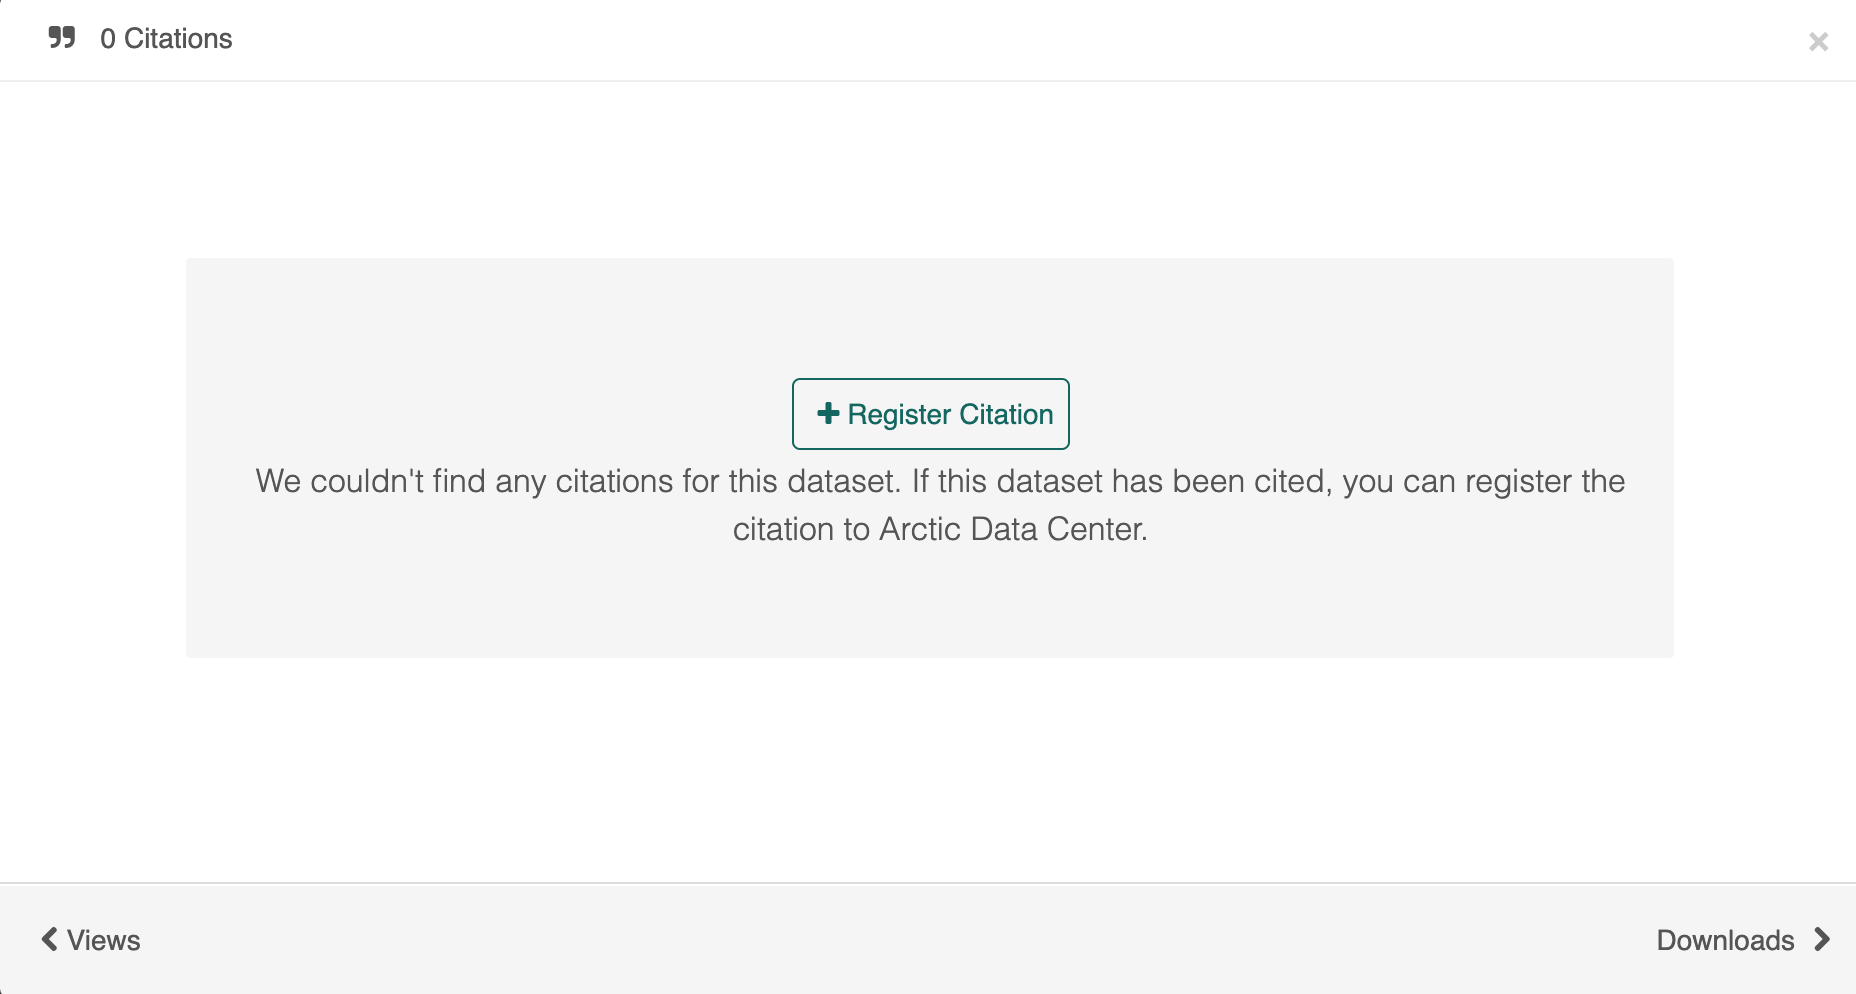 0 Citations
Register Citation
We couldn't find any citations for this dataset. If this dataset has been cited, you can register the
citation to Arctic Data Center.
Views
Downloads